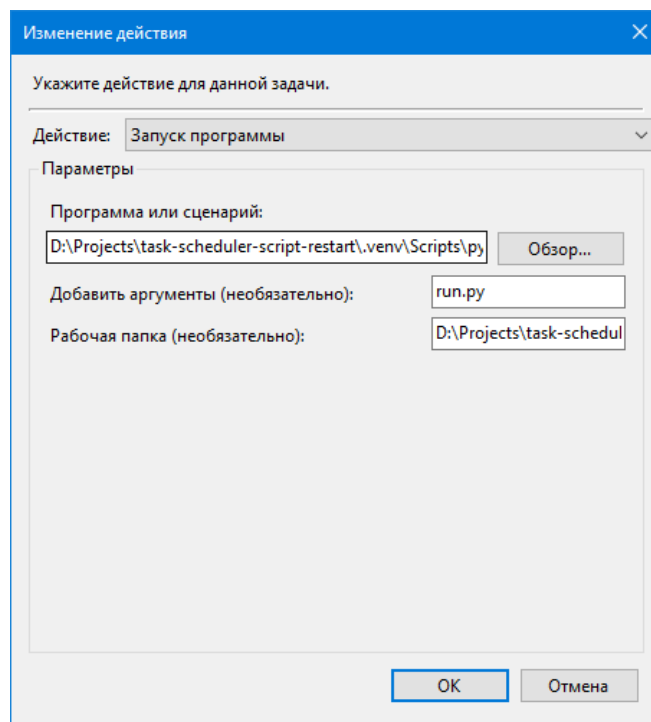 Изменение действия
Укажите действие для данной задачи.
Действие: Запуск программы
Параметры
Программа или сценарий:
D:\Projects\task-scheduler-script-restart\.venv\Scripts\py Обзор...
Добавить аргументы (необязательно): run.py
Рабочая папка (необязательно): D:\Projects\task-schedul
OK Отмена